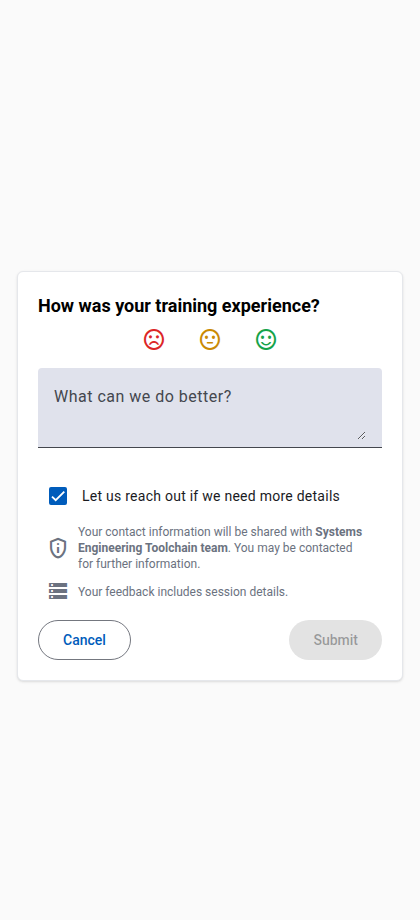 How was your training experience?
What can we do better?
Let us reach out if we need more details
Your contact information will be shared with Systems
Engineering Toolchain team. You may be contacted
for further information.
Your feedback includes session details.
Cancel
Submit